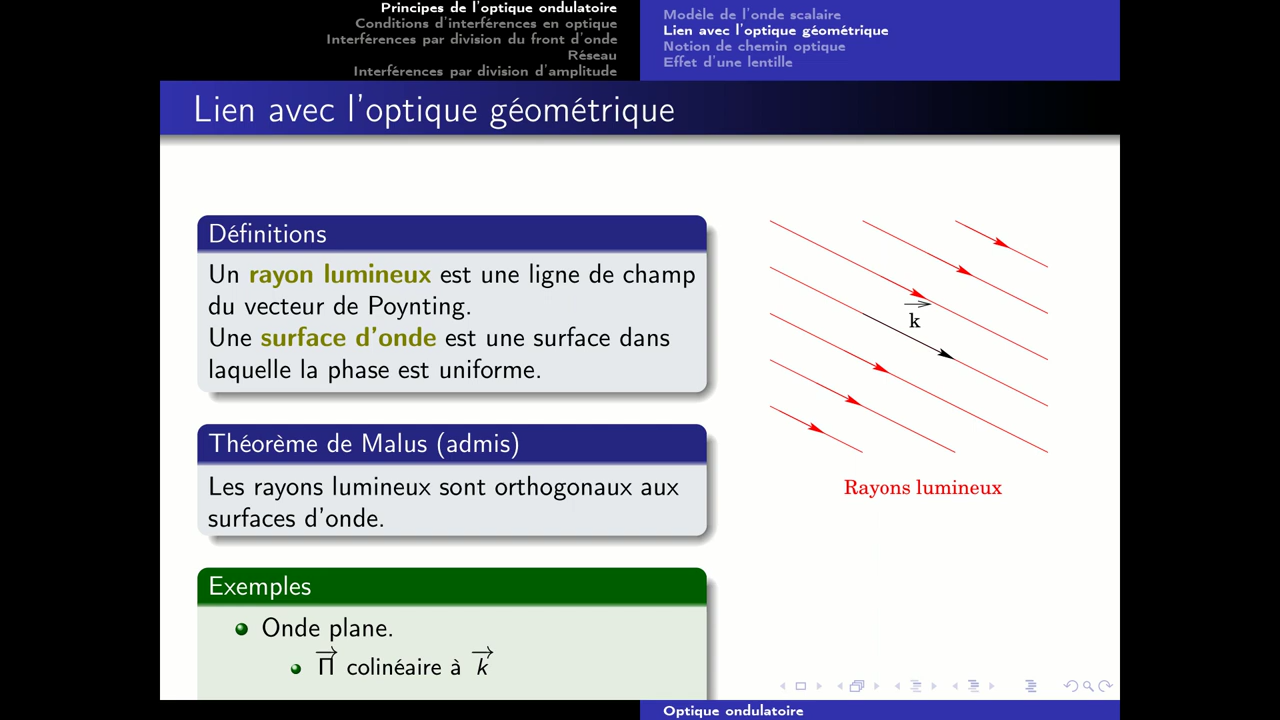 Principes de l'optique ondulatoire
Conditions d'interférences en optique
Interférences par division du front d'onde
Réseau
Interférences par division d'amplitude
Modèle de l'onde scalaire
Lien avec l'optique géométrique
Notion de chemin optique
Effet d'une lentille
Lien avec l'optique géométrique
Définitions
Un rayon lumineux est une ligne de champ
du vecteur de Poynting.
Une surface d'onde est une surface dans
laquelle la phase est uniforme.
Théorème de Malus (admis)
Les rayons lumineux sont orthogonaux aux
surfaces d'onde.
Exemples
Onde plane.
$\overrightarrow{\Pi}$ colinéaire à $\overrightarrow{k}$
$\overrightarrow{k}$
Rayons lumineux
Optique ondulatoire